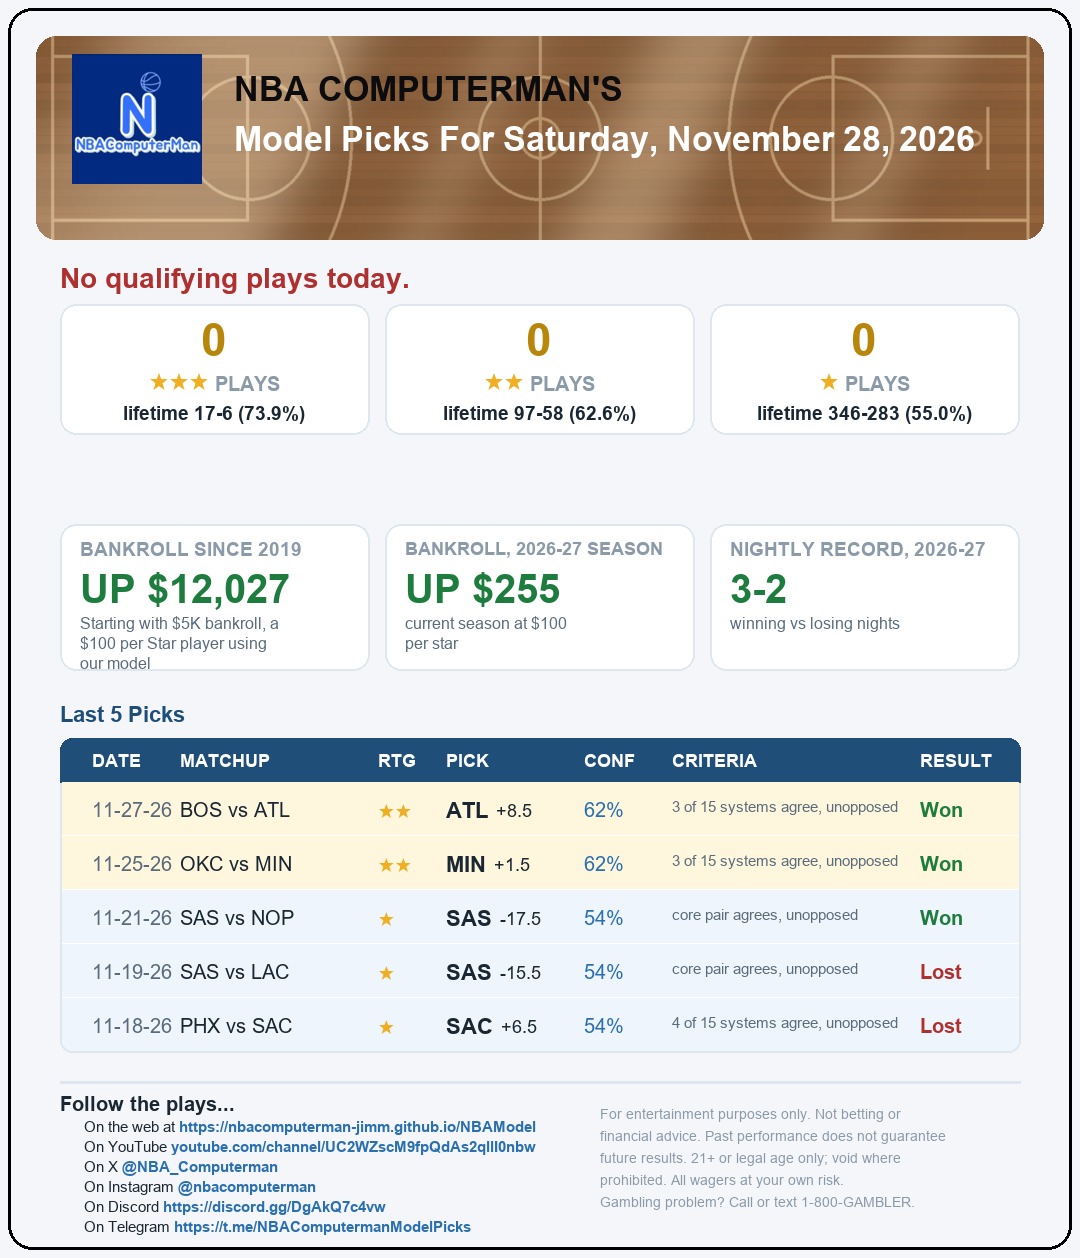 NBAComputerMan
NBA COMPUTERMAN'S
Model Picks For Saturday, November 28, 2026
No qualifying plays today.
0
★★★ PLAYS
lifetime 17-6 (73.9%)
0
★★ PLAYS
lifetime 97-58 (62.6%)
0
★ PLAYS
lifetime 346-283 (55.0%)
BANKROLL SINCE 2019
UP $12,027
Starting with $5K bankroll, a
$100 per Star player using
our model
BANKROLL, 2026-27 SEASON
UP $255
current season at $100
per star
NIGHTLY RECORD, 2026-27
3-2
winning vs losing nights
Last 5 Picks
DATE MATCHUP RTG PICK CONF CRITERIA RESULT
11-27-26 BOS vs ATL ★★ ATL +8.5 62% 3 of 15 systems agree, unopposed Won
11-25-26 OKC vs MIN ★★ MIN +1.5 62% 3 of 15 systems agree, unopposed Won
11-21-26 SAS vs NOP ★ SAS -17.5 54% core pair agrees, unopposed Won
11-19-26 SAS vs LAC ★ SAS -15.5 54% core pair agrees, unopposed Lost
11-18-26 PHX vs SAC ★ SAC +6.5 54% 4 of 15 systems agree, unopposed Lost
Follow the plays...
On the web at https://nbacomputerman-jimm.github.io/NBAModel
On YouTube youtube.com/channel/UC2WZscM9fpQdAs2qlll0nbw
On X @NBA_Computerman
On Instagram @nbacomputerman
On Discord https://discord.gg/DgAkQ7c4vw
On Telegram https://t.me/NBAComputermanModelPicks
For entertainment purposes only. Not betting or
financial advice. Past performance does not guarantee
future results. 21+ or legal age only; void where
prohibited. All wagers at your own risk.
Gambling problem? Call or text 1-800-GAMBLER.